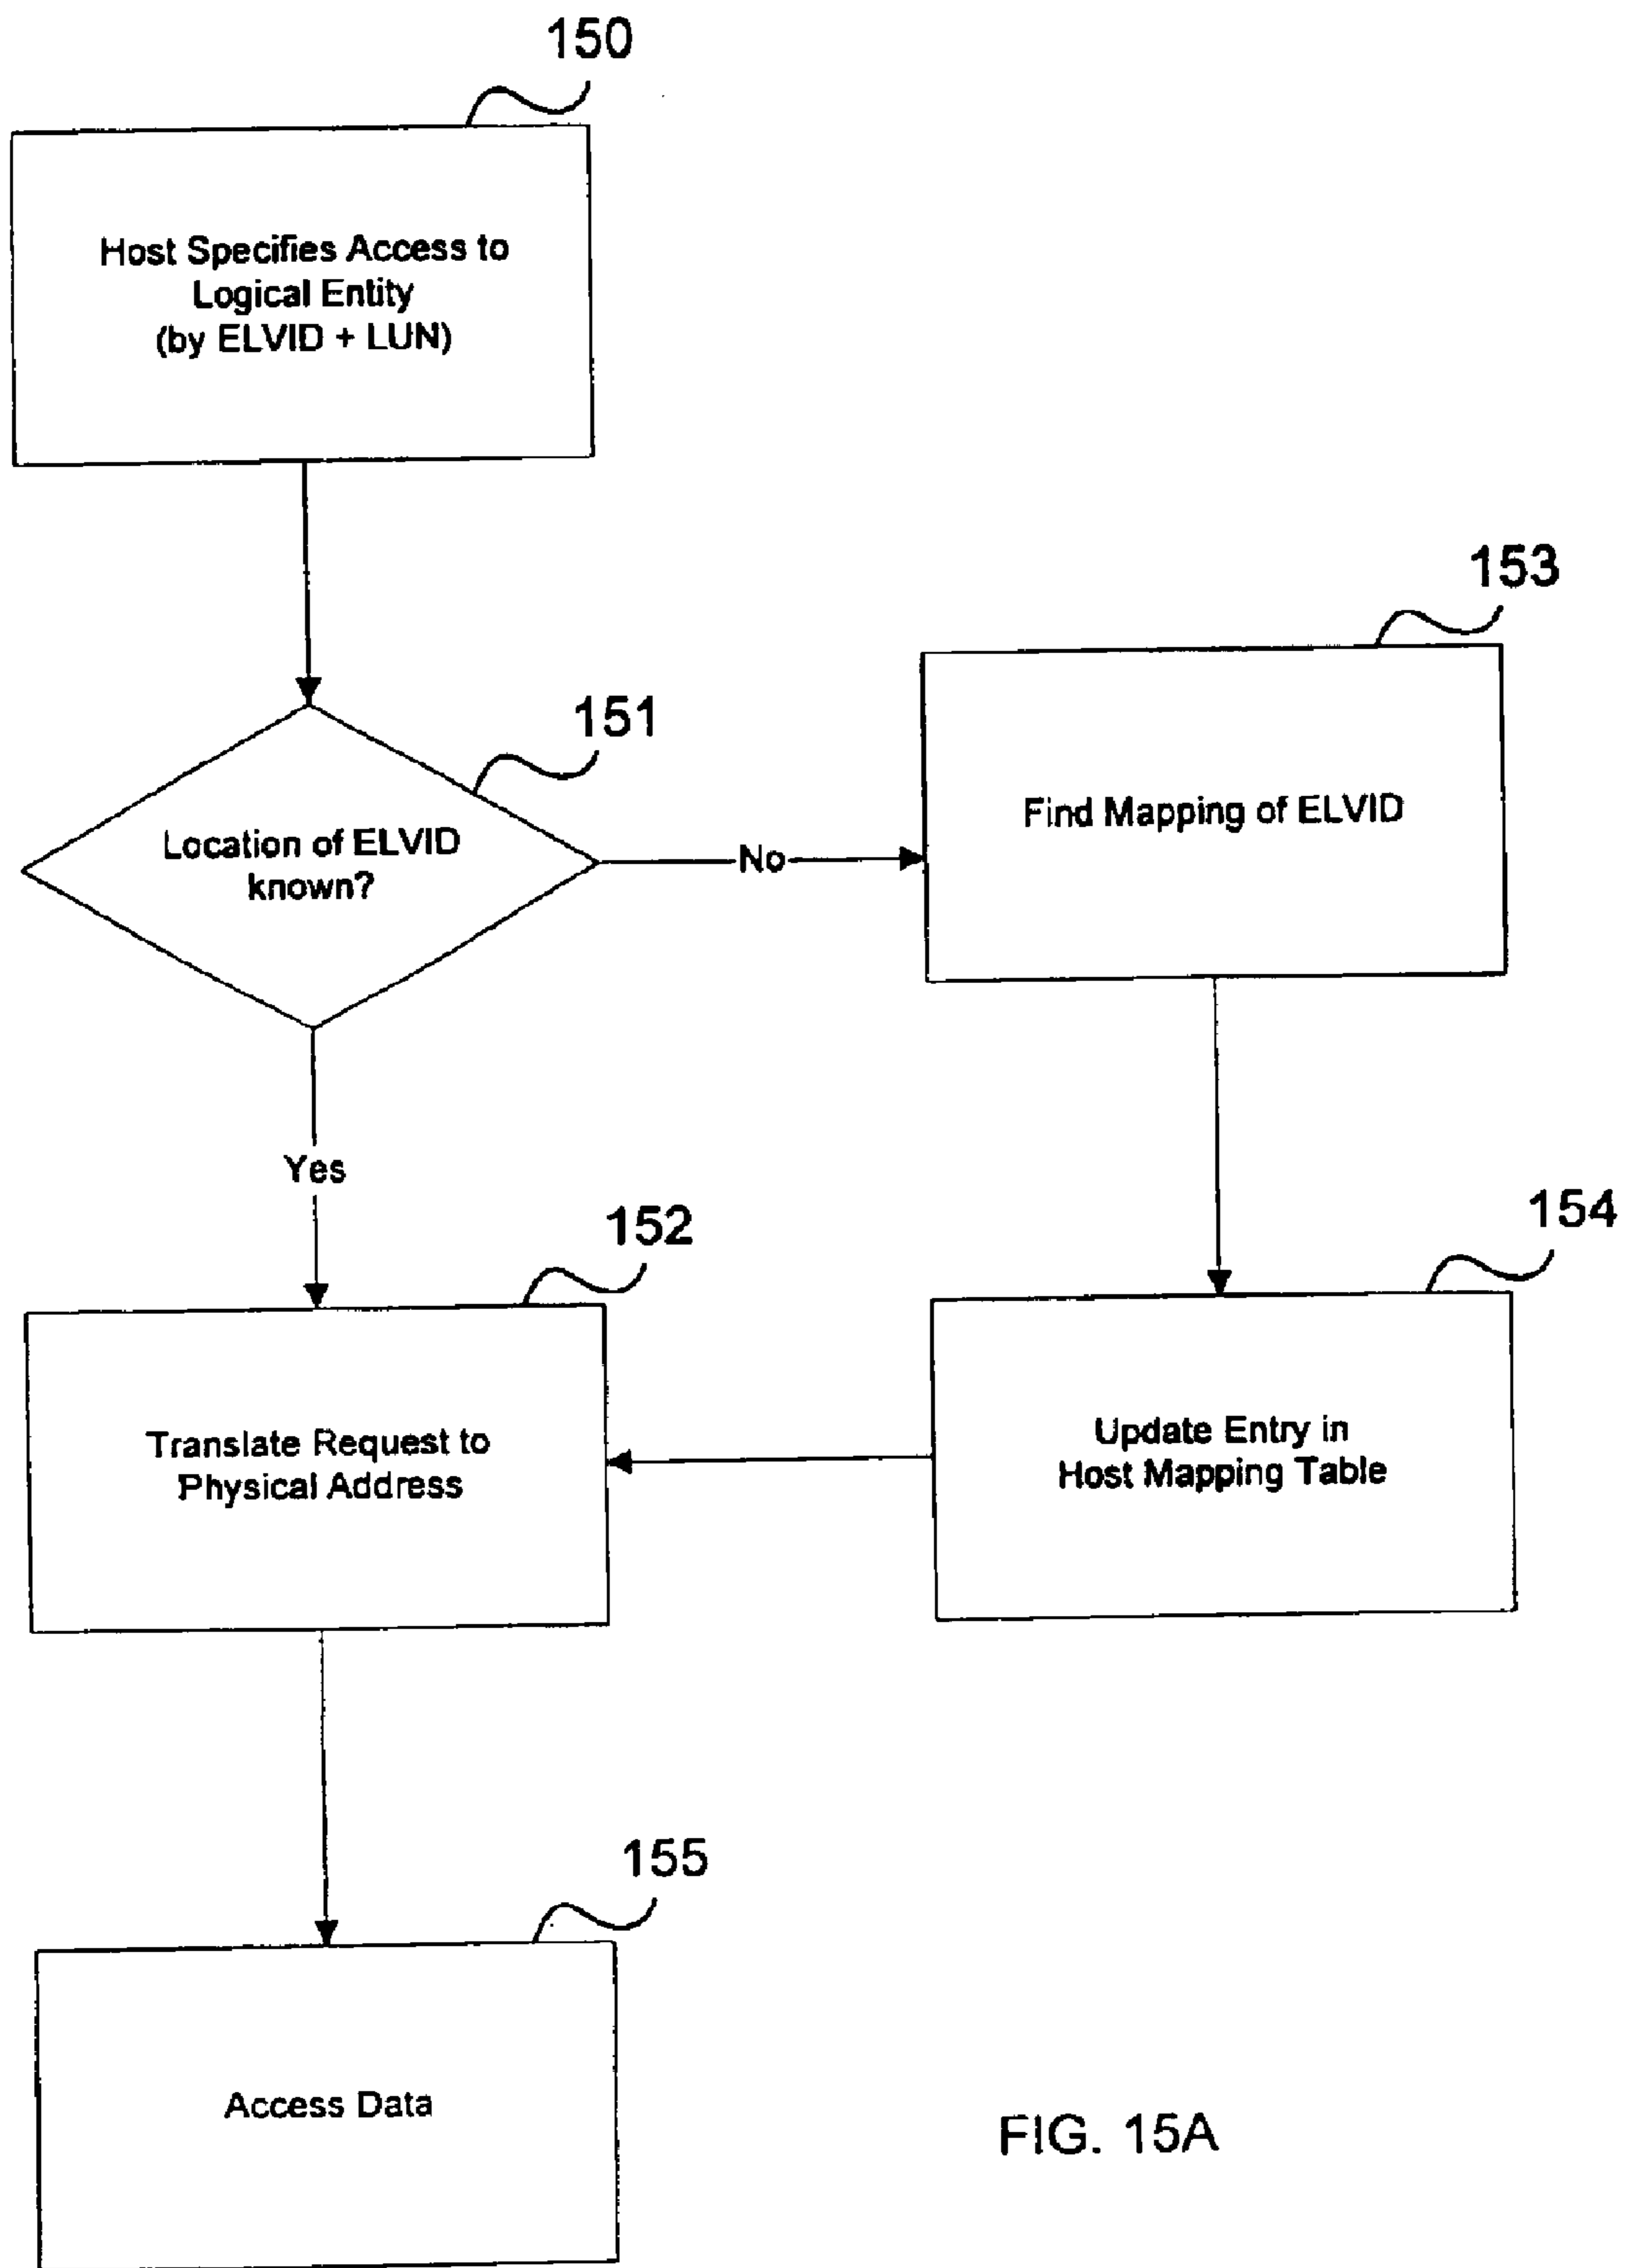 150
Host Specifies Access to
Logical Entity
(by ELVID + LUN)
153
151
Location of ELVID
known?
No
Find Mapping of ELVID
Yes
152
154
Translate Request to
Physical Address
Update Entry in
Host Mapping Table
155
Access Data
FIG. 15A